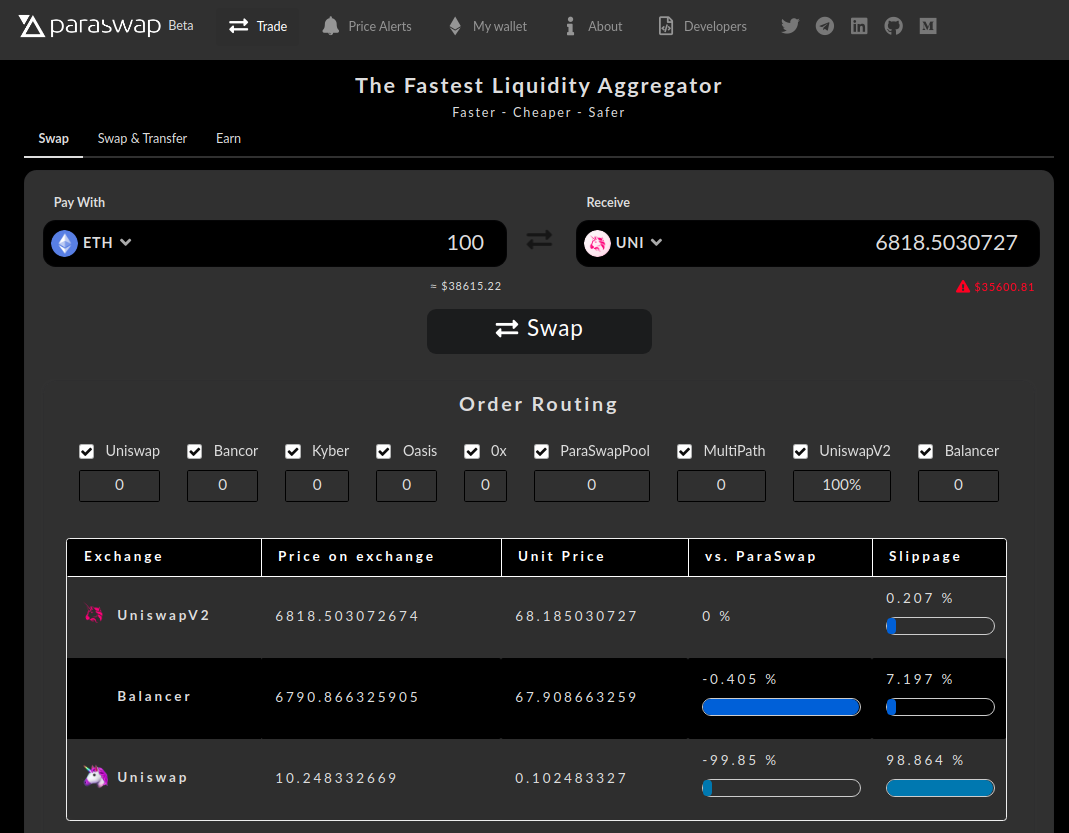 paraswap Beta Trade Price Alerts My wallet About Developers
The Fastest Liquidity Aggregator
Faster - Cheaper - Safer
Swap Swap & Transfer Earn
Pay With Receive
ETH 100 UNI 6818.5030727
= $38615.22 $35600.81
Swap
Order Routing
Uniswap Bancor Kyber Oasis 0x ParaSwapPool MultiPath UniswapV2 Balancer
0 0 0 0 0 0 0 100% 0
Exchange Price on exchange Unit Price vs. ParaSwap Slippage
UniswapV2 6818.503072674 68.185030727 0 % 0.207 %
Balancer 6790.866325905 67.908663259 -0.405 % 7.197 %
Uniswap 10.248332669 0.102483327 -99.85 % 98.864 %